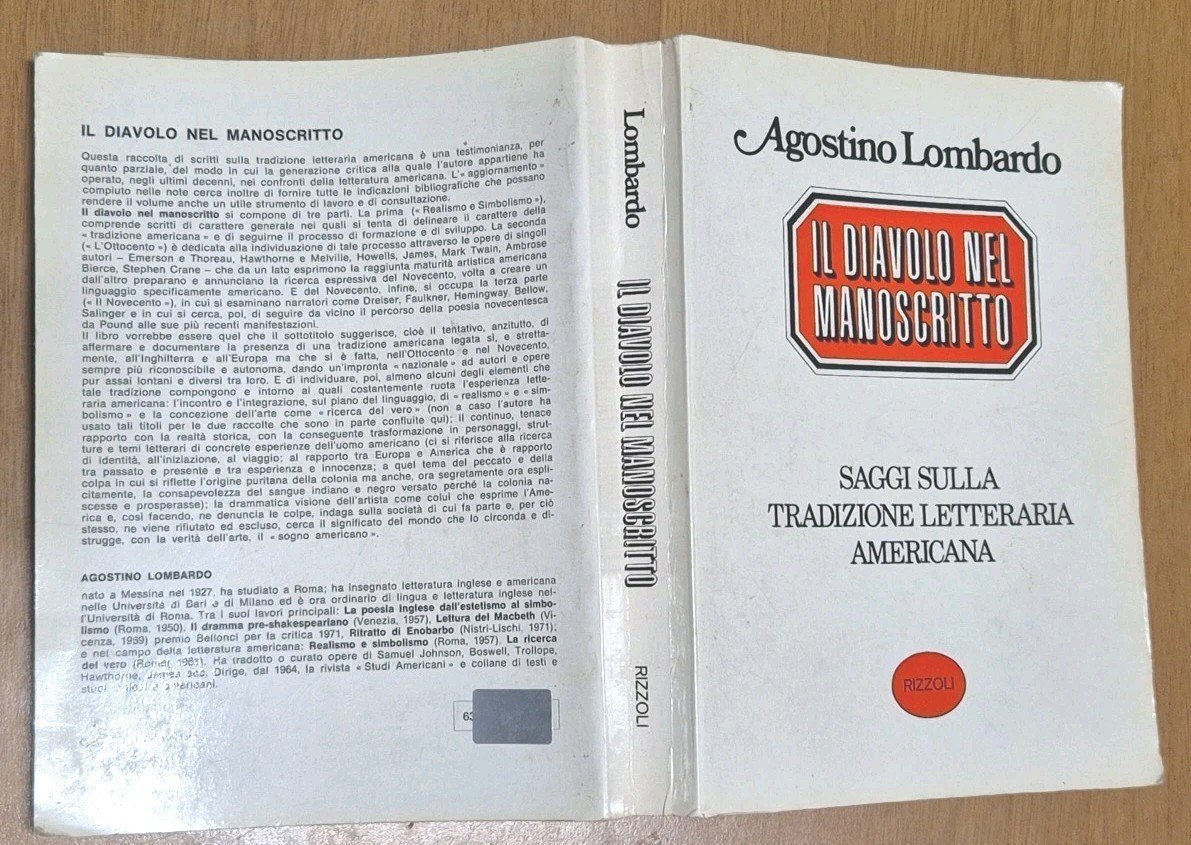 IL DIAVOLO NEL MANOSCRITTO
Questa raccolta di scritti sulla tradizione letteraria americana è una testimonianza, per
quanto parziale, del modo in cui la generazione critica alla quale l'autore appartiene ha
operato, negli ultimi decenni, nei confronti della letteratura americana. L'« aggiornamento »
compiuto nelle note cerca inoltre di fornire tutte le indicazioni bibliografiche che possano
rendere il volume anche un utile strumento di lavoro e di consultazione.
Il diavolo nel manoscritto si compone di tre parti. La prima (« Realismo e Simbolismo »),
comprende scritti di carattere generale nei quali si tenta di delineare il carattere della
« tradizione americana » e di seguirne il processo di formazione e di sviluppo. La seconda
(« L'Ottocento ») è dedicata alla individuazione di tale processo attraverso le opere di singoli
autori – Emerson e Thoreau, Hawthorne e Melville, Howells, James, Mark Twain, Ambrose
Bierce, Stephen Crane – che da un lato esprimono la raggiunta maturità artistica americana
dall'altro preparano e annunciano la ricerca espressiva del Novecento, volta a creare un
linguaggio specificamente americano. E del Novecento, infine, si occupa la terza parte
(« Il Novecento »), in cui si esaminano narratori come Dreiser, Faulkner, Hemingway, Bellow,
Salinger e in cui si cerca, poi, di seguire da vicino il percorso della poesia novecentesca
da Pound alle sue più recenti manifestazioni.
Il libro vorrebbe essere quel che il sottotitolo suggerisce, cioè il tentativo, anzitutto, di
affermare e documentare la presenza di una tradizione americana legata sì, e stretta-
mente, all'Inghilterra e all'Europa ma che si è fatta, nell'Ottocento e nel Novecento,
sempre più riconoscibile e autonoma, dando un'impronta « nazionale » ad autori e opere
pur assai lontani e diversi tra loro. E di individuare, poi, almeno alcuni degli elementi che
tale tradizione compongono e intorno ai quali costantemente ruota l'esperienza lette-
raria americana: l'incontro e l'integrazione, sul piano del linguaggio, di « realismo » e « sim-
bolismo » e la concezione dell'arte come « ricerca del vero » (non a caso l'autore ha
usato tali titoli per le due raccolte che sono in parte confluite qui); il continuo, tenace
rapporto con la realtà storica, con la conseguente trasformazione in personaggi, strut-
ture e temi letterari di concrete esperienze dell'uomo americano (ci si riferisce alla ricerca
di identità, all'iniziazione, al viaggio; al rapporto tra Europa e America che è rapporto
tra passato e presente e tra esperienza e innocenza; a quel tema del peccato e della
colpa in cui si riflette l'origine puritana della colonia ma anche, ora segretamente ora espli-
citamente, la consapevolezza del sangue indiano e negro versato perché la colonia na-
scesse e prosperasse); la drammatica visione dell'artista come colui che esprime l'Ame-
rica e, così facendo, ne denuncia le colpe, indaga sulla società di cui fa parte e, per ciò
stesso, ne viene rifiutato ed escluso, cerca il significato del mondo che lo circonda e di-
strugge, con la verità dell'arte, il « sogno americano ».
AGOSTINO LOMBARDO
nato a Messina nel 1927, ha studiato a Roma; ha insegnato letteratura inglese e americana
nelle Università di Bari e di Milano ed è ora ordinario di lingua e letteratura inglese nel-
l'Università di Roma. Tra i suoi lavori principali: La poesia inglese dall'estetismo al simbo-
lismo (Roma, 1950), Il dramma pre-shakespeariano (Venezia, 1957), Lettura del Macbeth (Vi-
cenza, 1969) premio Bellonci per la critica 1971, Ritratto di Enobarbo (Nistri-Lischi, 1971);
e nel campo della letteratura americana: Realismo e simbolismo (Roma, 1957), La ricerca
del vero (Roma, 1961). Ha tradotto o curato opere di Samuel Johnson, Boswell, Trollope,
Hawthorne, James ecc. Dirige, dal 1964, la rivista « Studi Americani » e collane di testi e
studi americani.
63
Lombardo
IL DIAVOLO NEL MANOSCRITTO
RIZZOLI
Agostino Lombardo
IL DIAVOLO NEL
MANOSCRITTO
SAGGI SULLA
TRADIZIONE LETTERARIA
AMERICANA
RIZZOLI